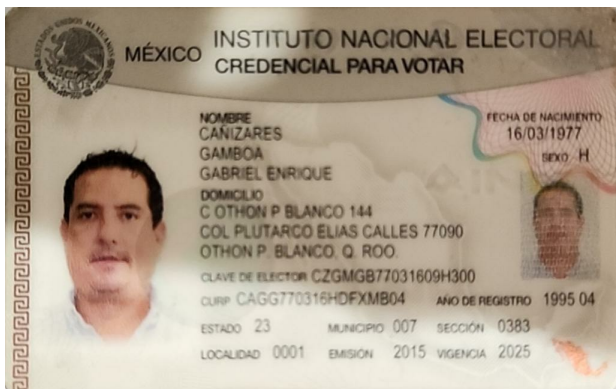 MÉXICO INSTITUTO NACIONAL ELECTORAL
CREDENCIAL PARA VOTAR
NOMBRE
CAÑIZARES
GAMBOA
GABRIEL ENRIQUE
FECHA DE NACIMIENTO
16/03/1977
SEXO H
DOMICILIO
C OTHON P BLANCO 144
COL PLUTARCO ELIAS CALLES 77090
OTHON P. BLANCO, Q. ROO.
CLAVE DE ELECTOR CZGMGB77031609H300
CURP CAGG770316HDFXMB04 AÑO DE REGISTRO 1995 04
ESTADO 23 MUNICIPIO 007 SECCIÓN 0383
LOCALIDAD 0001 EMISIÓN 2015 VIGENCIA 2025